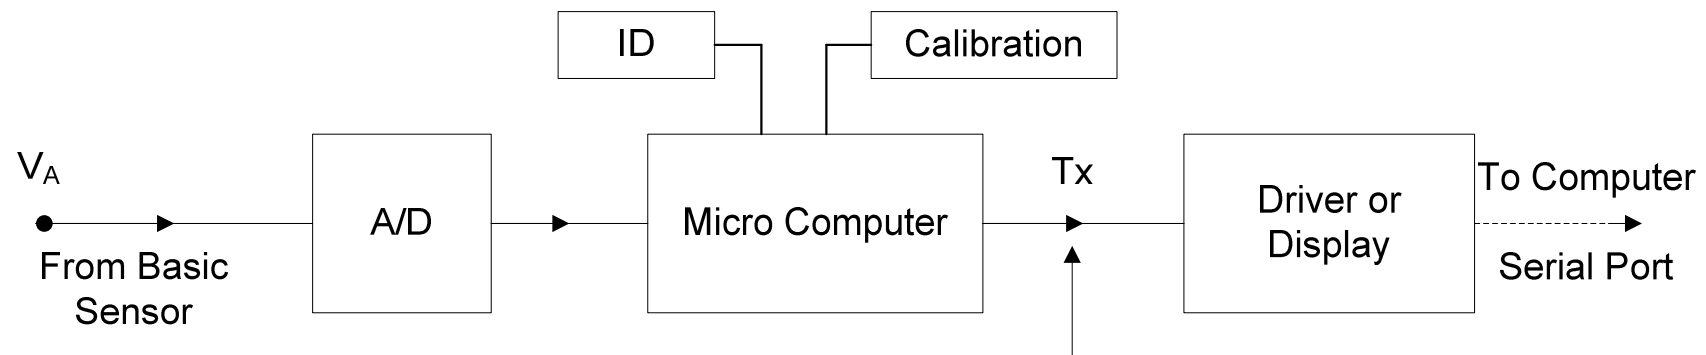 ID
Calibration
VA
From Basic
Sensor
A/D
Micro Computer
Tx
Driver or
Display
To Computer
Serial Port